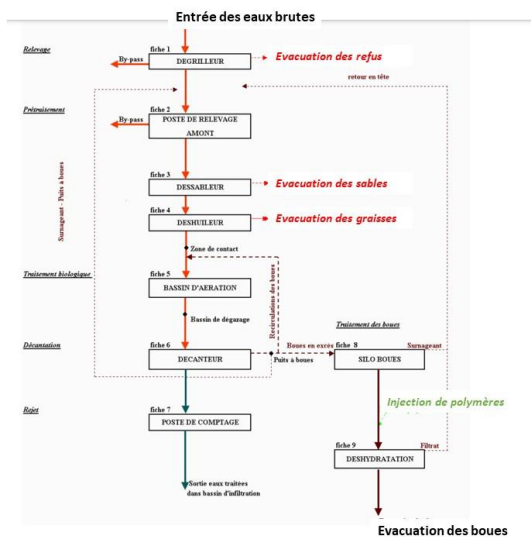 Entrée des eaux brutes
Relevage
fiche 1
By-pass
DEGRILLEUR
Evacuation des refus
retour en tête
Prétraitement
fiche 2
By-pass
POSTE DE RELEVAGE
AMONT
fiche 3
DESSABLEUR
Evacuation des sables
fiche 4
DESHUILEUR
Evacuation des graisses
Surnageant - Puits à boues
Zone de contact
Traitement biologique
fiche 5
BASSIN D'AERATION
Recirculations des boues
Bassin de dégazage
Traitement des boues
Décantation
fiche 6
DECANTEUR
Boues en excès
Puits à boues
fiche 8
Surnageant
SILO BOUES
Injection de polymères
Rejet
fiche 7
POSTE DE COMPTAGE
fiche 9
Filtrat
DESHYDRATATION
Sortie eaux traitées
dans bassin d'infiltration
Evacuation des boues